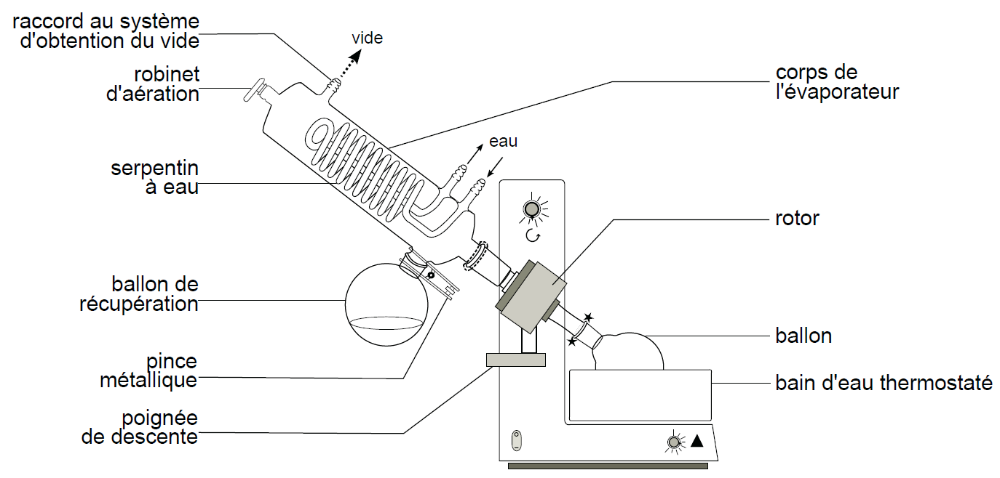 raccord au système
d'obtention du vide
vide
robinet
d'aération
corps de
l'évaporateur
eau
serpentin
à eau
rotor
ballon de
récupération
ballon
pince
métallique
bain d'eau thermostaté
poignée
de descente